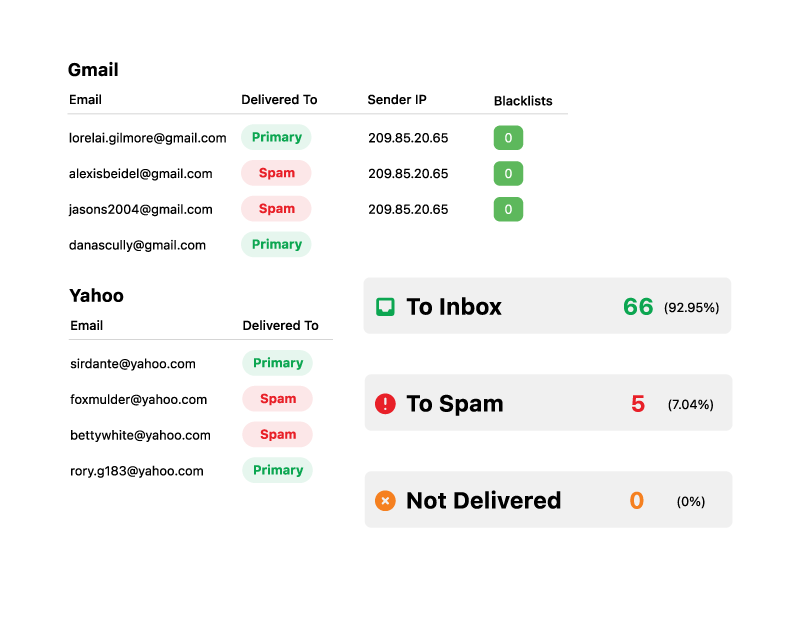 Gmail
Email Delivered To Sender IP Blacklists
lorelai.gilmore@gmail.com Primary 209.85.20.65 0
alexisbeidel@gmail.com Spam 209.85.20.65 0
jasons2004@gmail.com Spam 209.85.20.65 0
danascully@gmail.com Primary
Yahoo
Email Delivered To
sirdante@yahoo.com Primary
foxmulder@yahoo.com Spam
bettywhite@yahoo.com Spam
rory.g183@yahoo.com Primary
To Inbox 66 (92.95%)
To Spam 5 (7.04%)
Not Delivered 0 (0%)